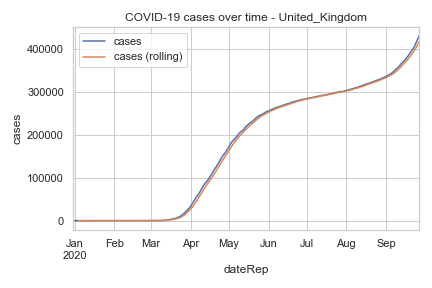 COVID-19 cases over time - United_Kingdom
cases
cases (rolling)
400000
300000
200000
100000
0
cases
Jan
2020
Feb
Mar
Apr
May
Jun
Jul
Aug
Sep
dateRep